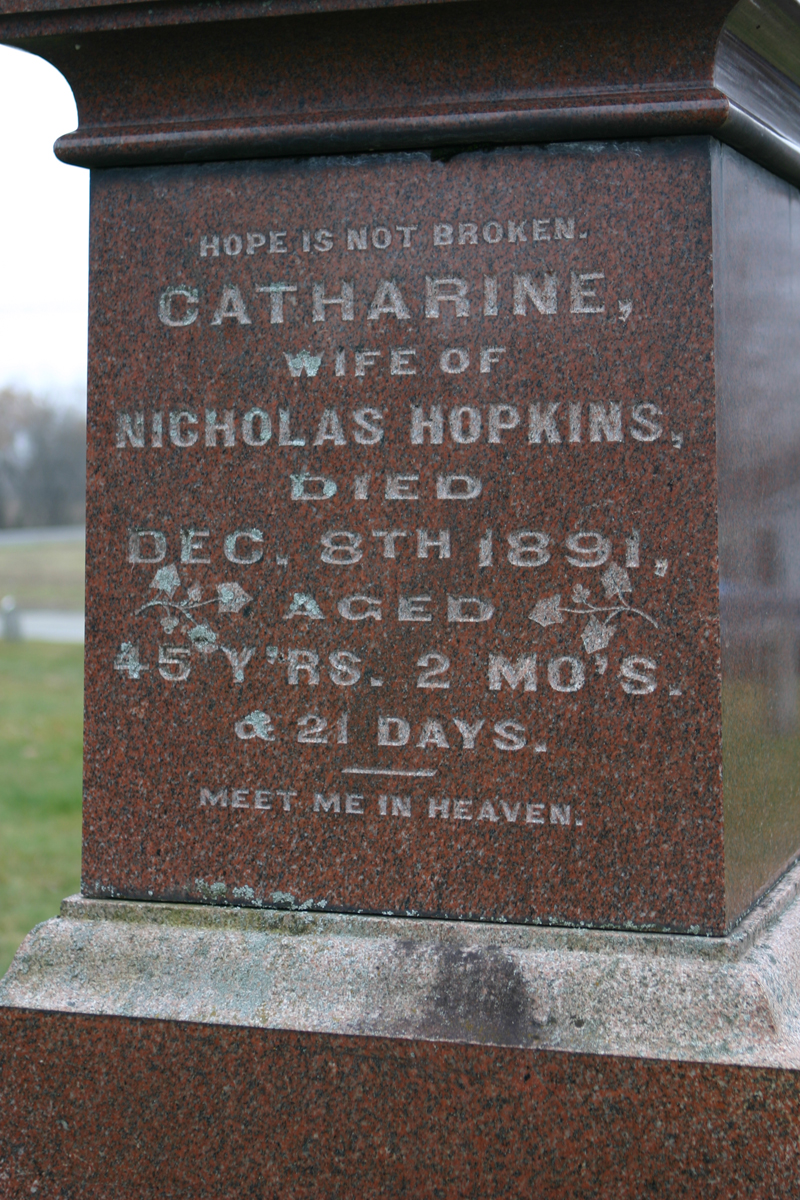 HOPE IS NOT BROKEN.
CATHARINE,
WIFE OF
NICHOLAS HOPKINS,
DIED
DEC. 8TH 1891,
AGED
45 Y'RS. 2 MO'S.
& 21 DAYS.
MEET ME IN HEAVEN.